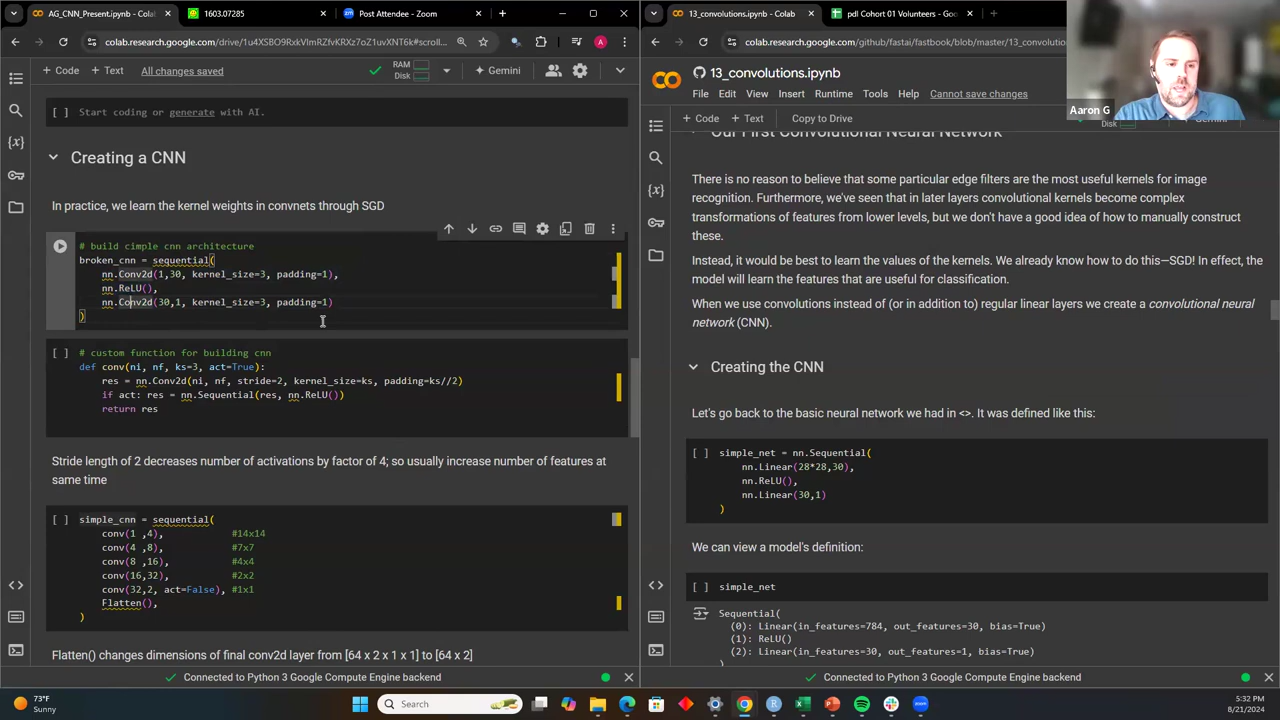 AG_CNN_Present.ipynb - Colab
1603.07285
Post Attendee - Zoom
colab.research.google.com/drive/1u4XSBO9RxkVlmRZfvKRXz7oZ1uvXNT6k#scroll...
A
+ Code
+ Text
All changes saved
RAM
Disk
Gemini
[ ] Start coding or generate with AI.
Creating a CNN
In practice, we learn the kernel weights in convnets through SGD
# build cimple cnn architecture
broken_cnn = sequential(
nn.Conv2d(1,30, kernel_size=3, padding=1),
nn.ReLU(),
nn.Conv2d(30,1, kernel_size=3, padding=1)
)
[ ] # custom function for building cnn
def conv(ni, nf, ks=3, act=True):
res = nn.Conv2d(ni, nf, stride=2, kernel_size=ks, padding=ks//2)
if act: res = nn.Sequential(res, nn.ReLU())
return res
Stride length of 2 decreases number of activations by factor of 4; so usually increase number of features at
same time
[ ] simple_cnn = sequential(
conv(1 ,4), #14x14
conv(4 ,8), #7x7
conv(8 ,16), #4x4
conv(16,32), #2x2
conv(32,2, act=False), #1x1
Flatten(),
)
Flatten() changes dimensions of final conv2d layer from [64 x 2 x 1 x 1] to [64 x 2]
Connected to Python 3 Google Compute Engine backend
13_convolutions.ipynb - Colab
pdl Cohort 01 Volunteers - Goo
colab.research.google.com/github/fastai/fastbook/blob/master/13_convolution
13_convolutions.ipynb
File Edit View Insert Runtime Tools Help Cannot save changes
+ Code
+ Text
Copy to Drive
Disk
Aaron G
Our First Convolutional Neural Network
There is no reason to believe that some particular edge filters are the most useful kernels for image
recognition. Furthermore, we've seen that in later layers convolutional kernels become complex
transformations of features from lower levels, but we don't have a good idea of how to manually construct
these.
Instead, it would be best to learn the values of the kernels. We already know how to do this—SGD! In effect, the
model will learn the features that are useful for classification.
When we use convolutions instead of (or in addition to) regular linear layers we create a convolutional neural
network (CNN).
Creating the CNN
Let's go back to the basic neural network we had in <>. It was defined like this:
[ ] simple_net = nn.Sequential(
nn.Linear(28*28,30),
nn.ReLU(),
nn.Linear(30,1)
)
We can view a model's definition:
[ ] simple_net
Sequential(
(0): Linear(in_features=784, out_features=30, bias=True)
(1): ReLU()
(2): Linear(in_features=30, out_features=1, bias=True)
)
Connected to Python 3 Google Compute Engine backend
73°F
Sunny
Search
5:32 PM
8/21/2024